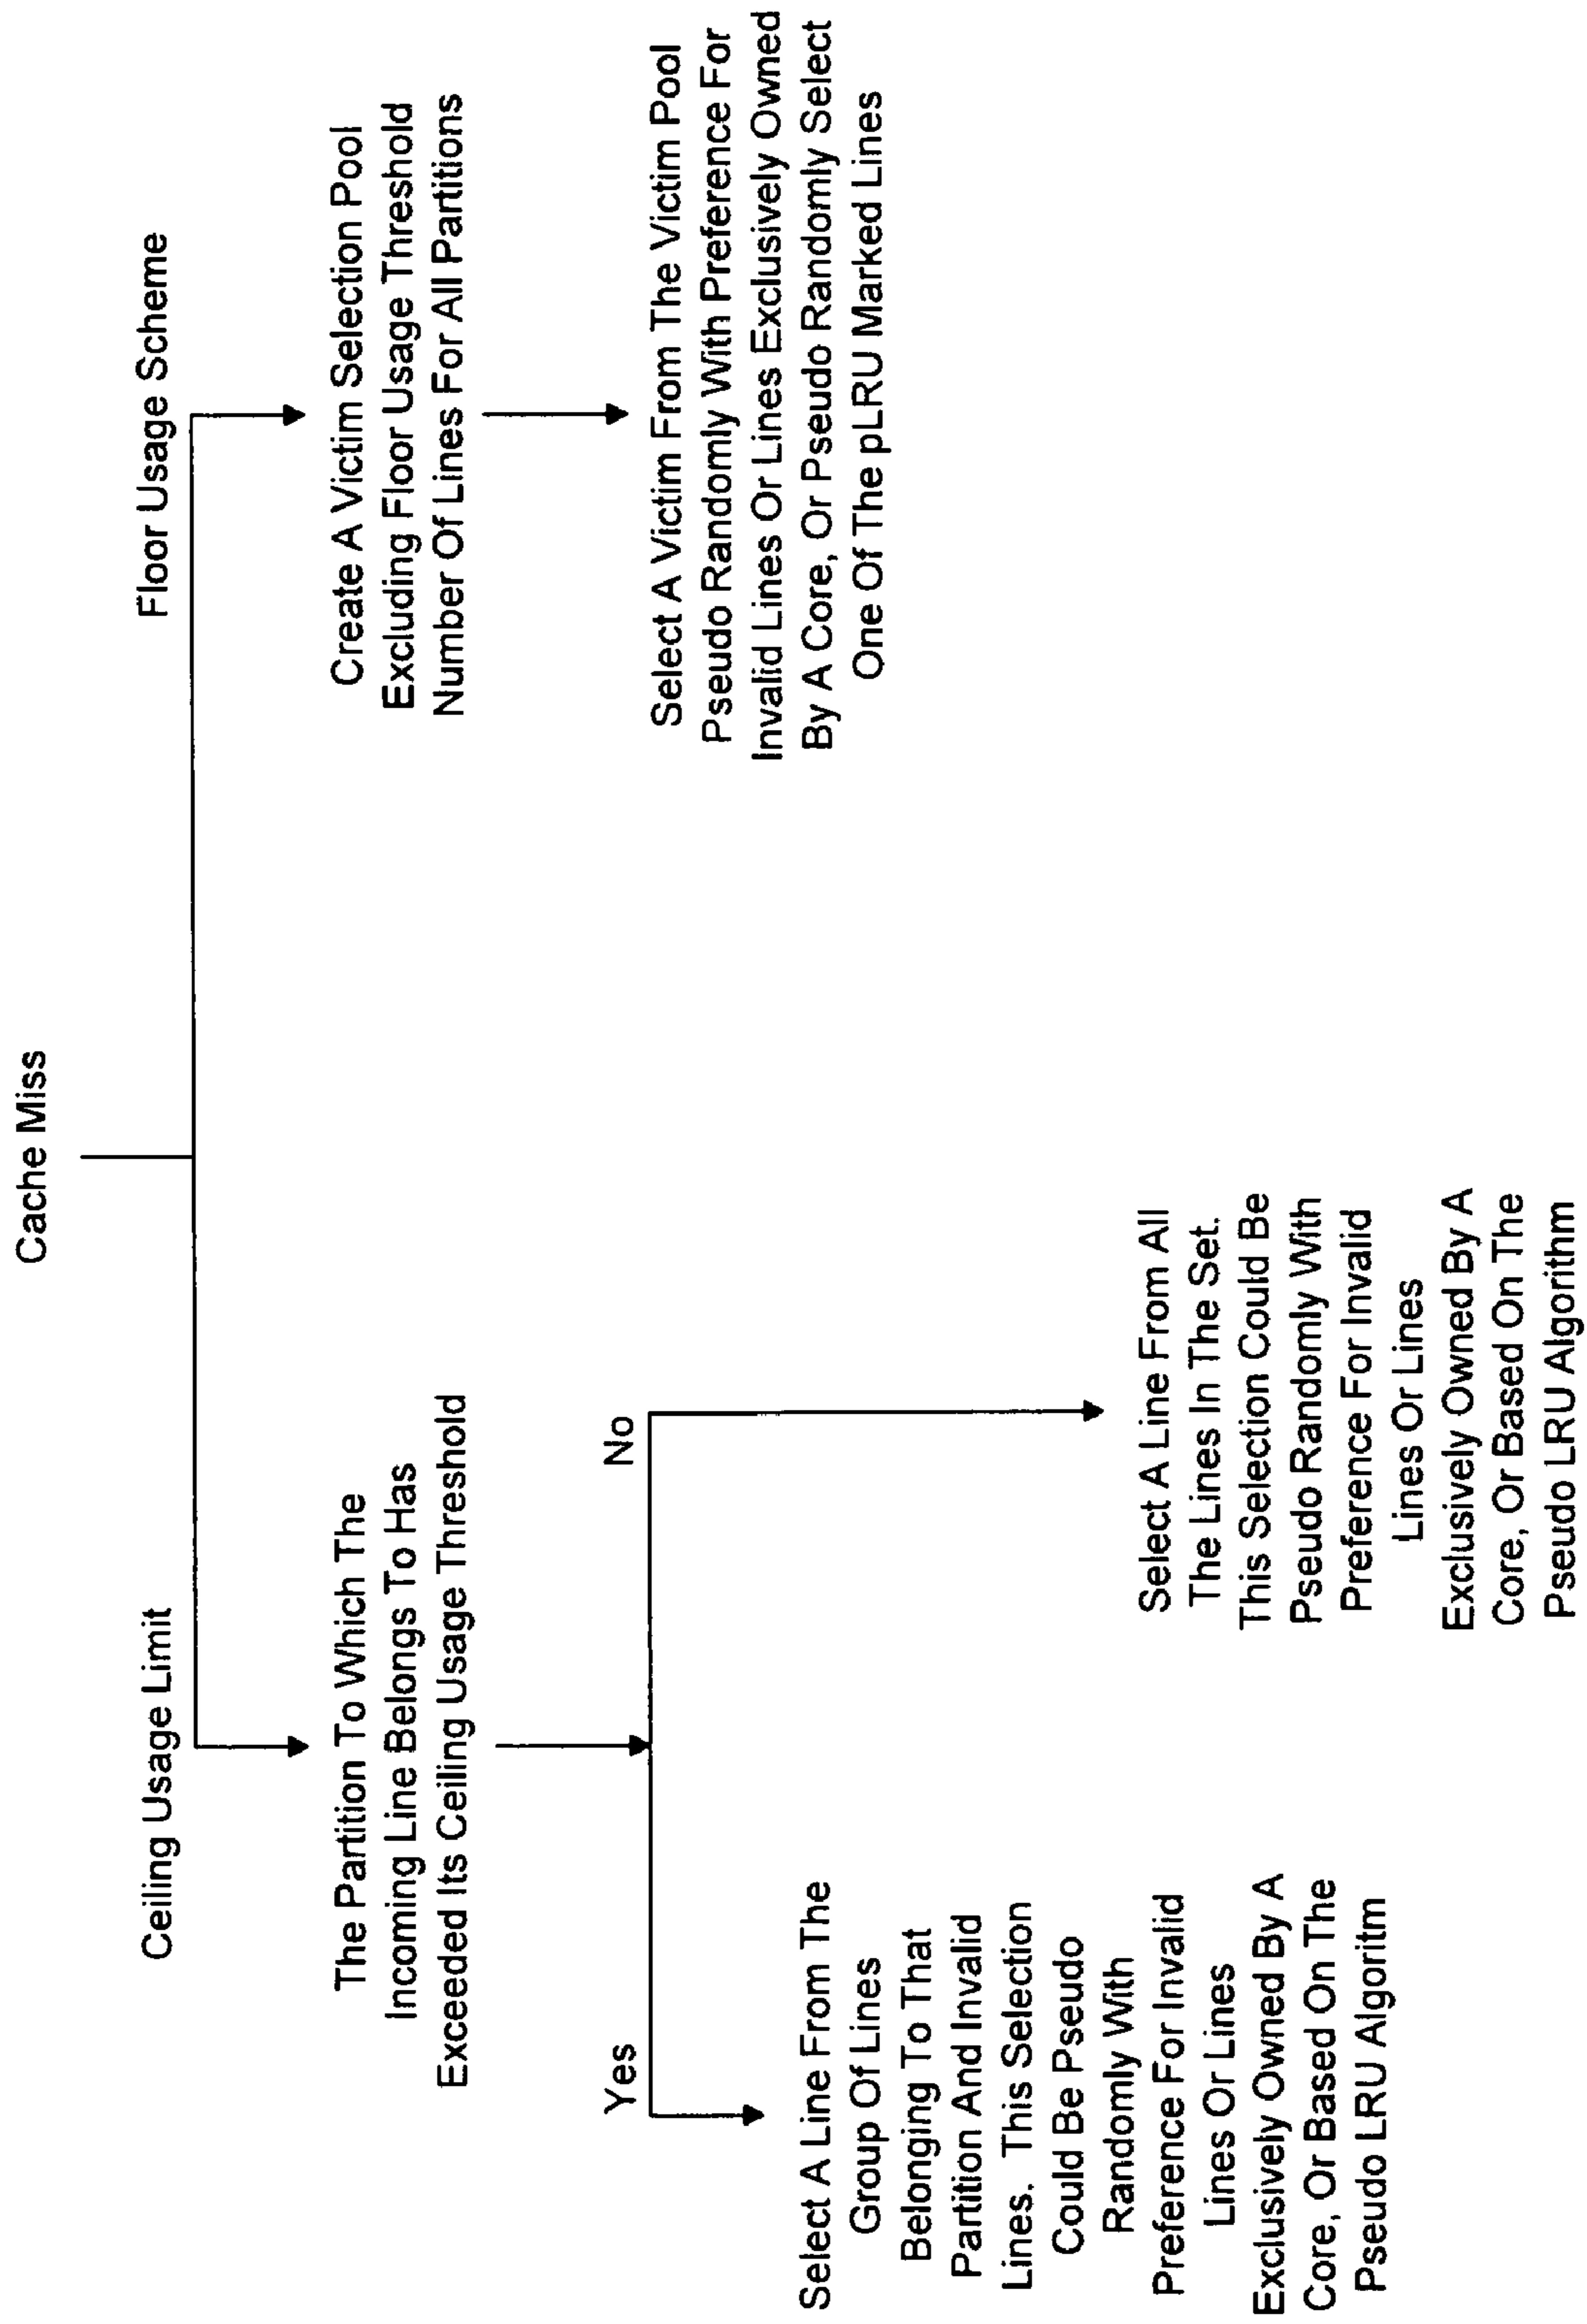 Cache Miss
Ceiling Usage Limit
The Partition To Which The
Incoming Line Belongs To Has
Exceeded Its Ceiling Usage Threshold
Yes
Select A Line From The
Group Of Lines
Belonging To That
Partition And Invalid
Lines. This Selection
Could Be Pseudo
Randomly With
Preference For Invalid
Lines Or Lines
Exclusively Owned By A
Core, Or Based On The
Pseudo LRU Algoritm
No
Select A Line From All
The Lines In The Set.
This Selection Could Be
Pseudo Randomly With
Preference For Invalid
Lines Or Lines
Exclusively Owned By A
Core, Or Based On The
Pseudo LRU Algorithm
Floor Usage Scheme
Create A Victim Selection Pool
Excluding Floor Usage Threshold
Number Of Lines For All Partitions
Select A Victim From The Victim Pool
Pseudo Randomly With Preference For
Invalid Lines Or Lines Exclusively Owned
By A Core, Or Pseudo Randomly Select
One Of The pLRU Marked Lines